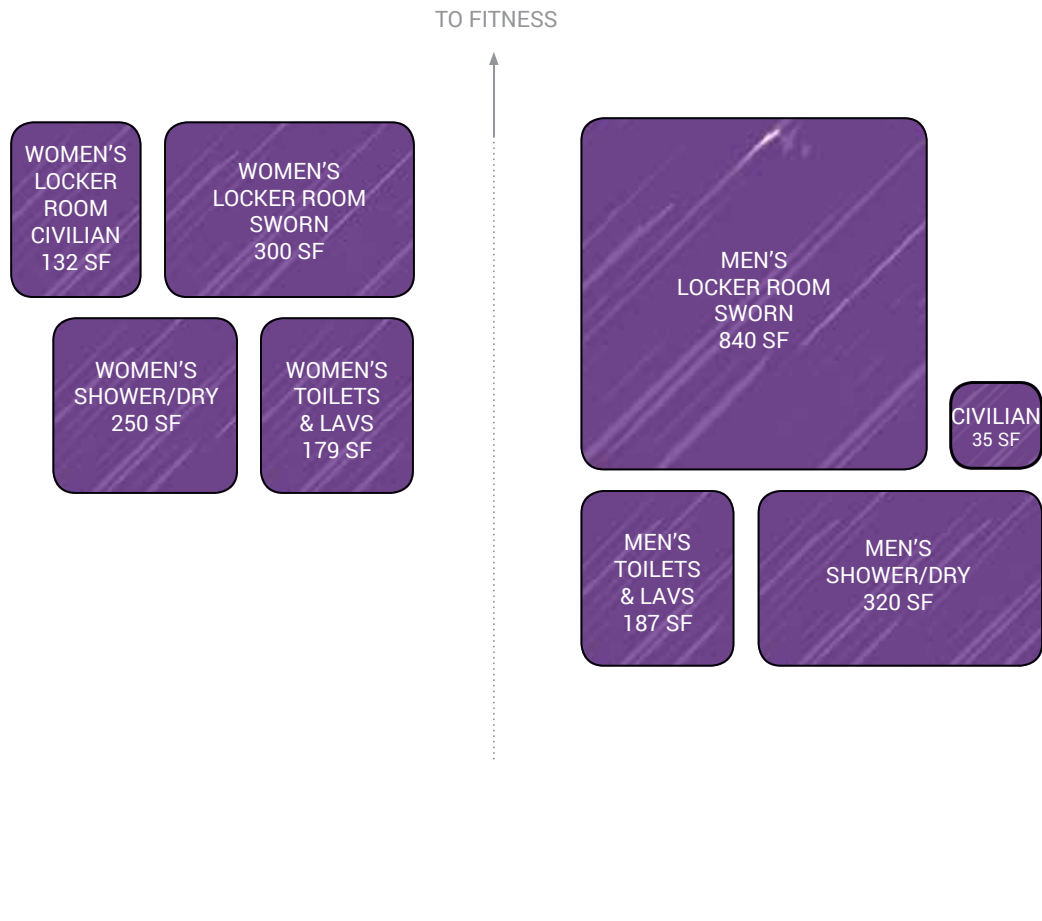 TO FITNESS
WOMEN'S
LOCKER
ROOM
CIVILIAN
132 SF
WOMEN'S
LOCKER ROOM
SWORN
300 SF
WOMEN'S
SHOWER/DRY
250 SF
WOMEN'S
TOILETS
& LAVS
179 SF
MEN'S
LOCKER ROOM
SWORN
840 SF
CIVILIAN
35 SF
MEN'S
TOILETS
& LAVS
187 SF
MEN'S
SHOWER/DRY
320 SF